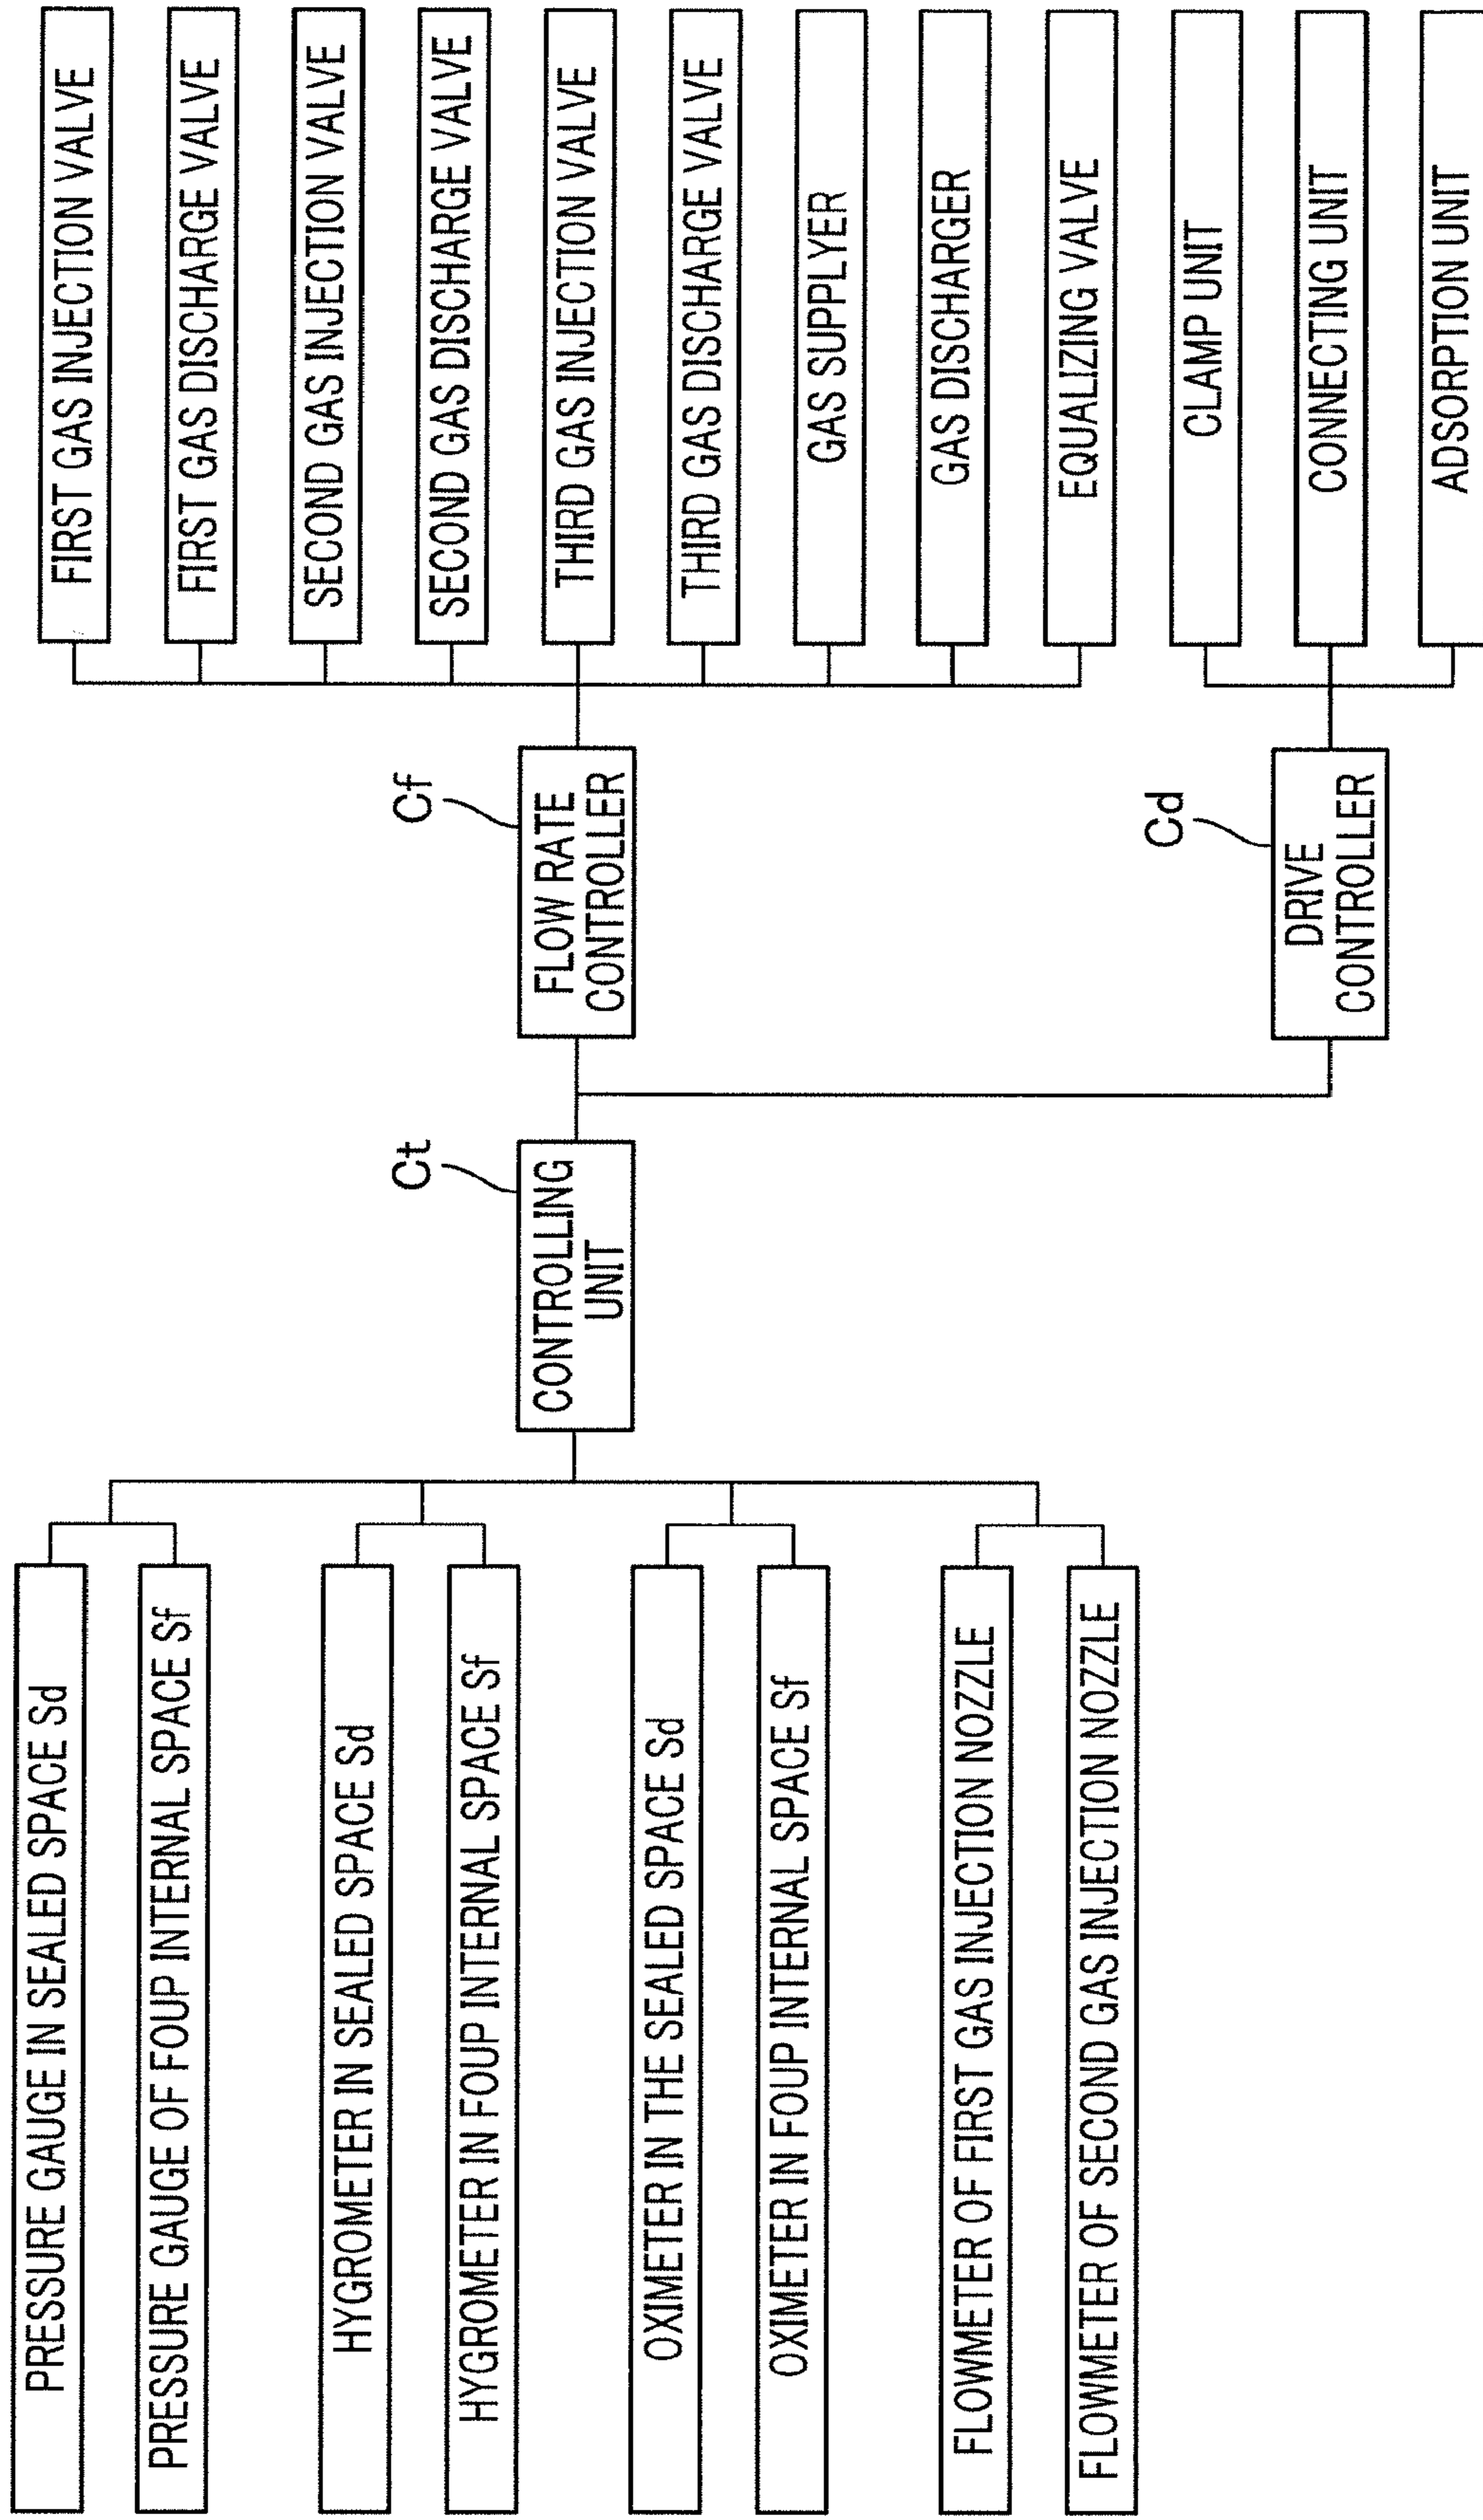 PRESSURE GAUGE IN SEALED SPACE Sd
PRESSURE GAUGE OF FOUP INTERNAL SPACE Sf
HYGROMETER IN SEALED SPACE Sd
HYGROMETER IN FOUP INTERNAL SPACE Sf
OXIMETER IN THE SEALED SPACE Sd
OXIMETER IN FOUP INTERNAL SPACE Sf
FLOWMETER OF FIRST GAS INJECTION NOZZLE
FLOWMETER OF SECOND GAS INJECTION NOZZLE
Ct
CONTROLLING
UNIT
Cf
FLOW RATE
CONTROLLER
Cd
DRIVE
CONTROLLER
FIRST GAS INJECTION VALVE
FIRST GAS DISCHARGE VALVE
SECOND GAS INJECTION VALVE
SECOND GAS DISCHARGE VALVE
THIRD GAS INJECTION VALVE
THIRD GAS DISCHARGE VALVE
GAS SUPPLYER
GAS DISCHARGER
EQUALIZING VALVE
CLAMP UNIT
CONNECTING UNIT
ADSORPTION UNIT